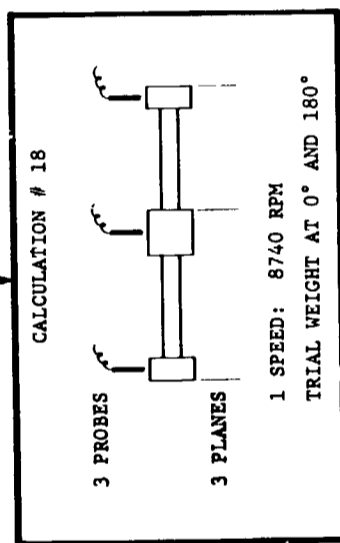 CALCULATION # 18
3 PROBES
3 PLANES
1 SPEED: 8740 RPM
TRIAL WEIGHT AT 0° AND 180°